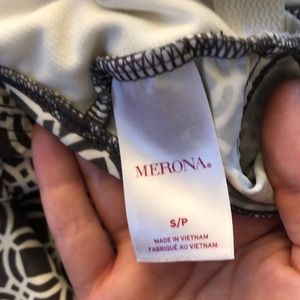 MERONA®
S/P
MADE IN VIETNAM
FABRIQUÉ AU VIETNAM